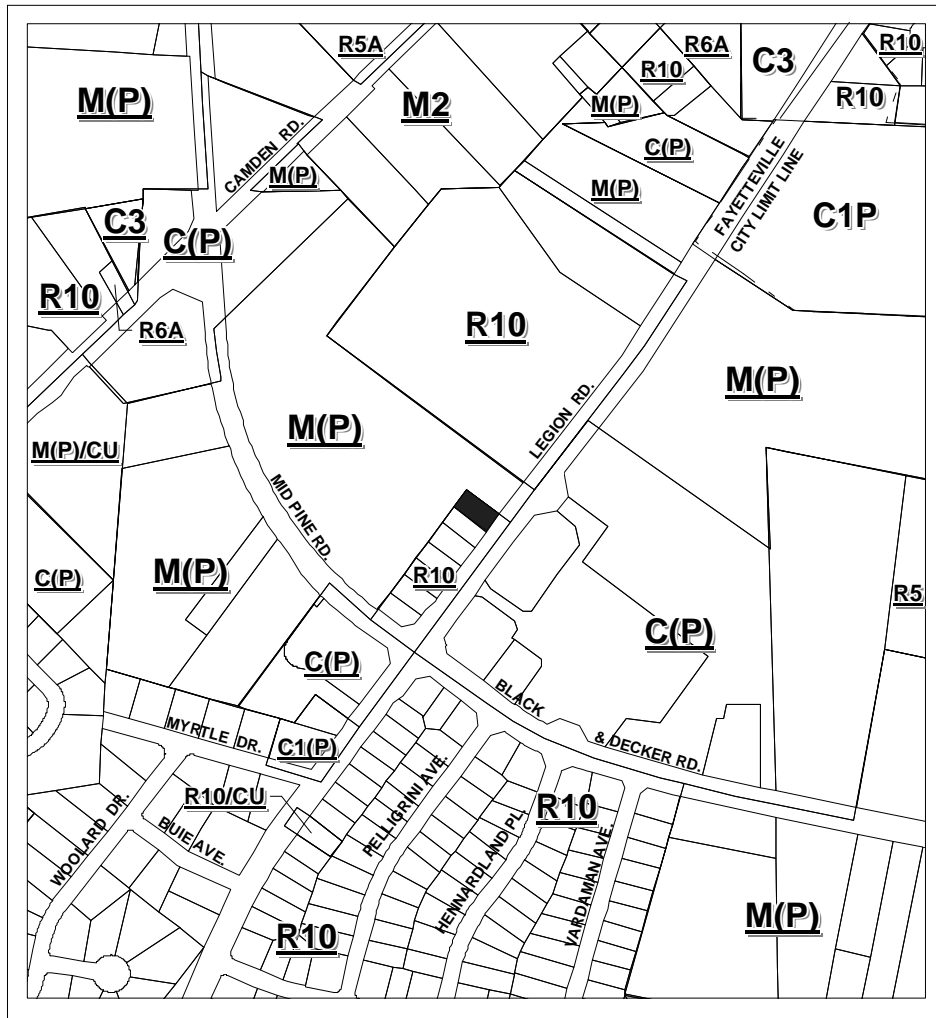 R5A
R6A
R10
C3
R10
R10
M(P)
M2
M(P)
C(P)
M(P)
CAMDEN RD.
M(P)
FAYETTEVILLE
CITY LIMIT LINE
C1P
C3
C(P)
R10
R6A
R10
M(P)
LEGION RD.
M(P)
M(P)/CU
MID PINE RD.
C(P)
M(P)
R10
R5
C(P)
C(P)
BLACK
& DECKER RD.
MYRTLE DR.
C1(P)
R10/CU
PELLIGRINI AVE.
R10
WOOLARD DR.
BUIE AVE.
HENNARDLAND PL.
VARDAMAN AVE.
R10
M(P)